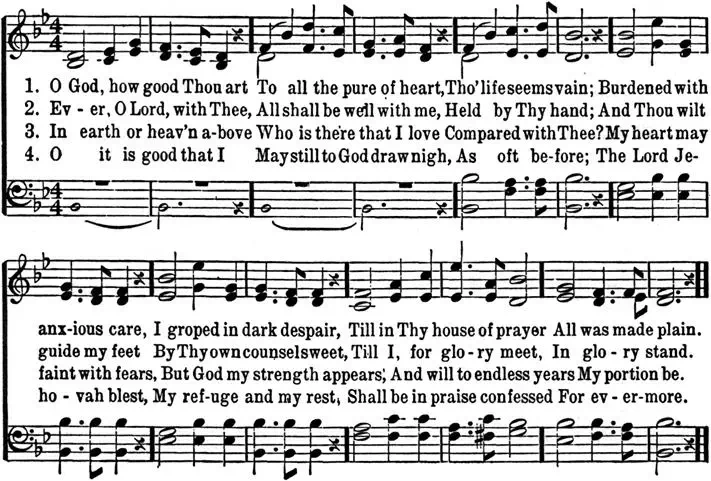 1. O God, how good Thou art To all the pure of heart, Tho' life seems vain; Burdened with
2. Ev - er, O Lord, with Thee, All shall be well with me, Held by Thy hand; And Thou wilt
3. In earth or heav'n a-bove Who is there that I love Compared with Thee? My heart may
4. O it is good that I May still to God draw nigh, As oft be-fore; The Lord Je-
anx-ious care, I groped in dark despair, Till in Thy house of prayer All was made plain.
guide my feet By Thy own counsel sweet, Till I, for glo-ry meet, In glo-ry stand.
faint with fears, But God my strength appears; And will to endless years My portion be.
ho - vah blest, My ref-uge and my rest, Shall be in praise confessed For ev-er-more.